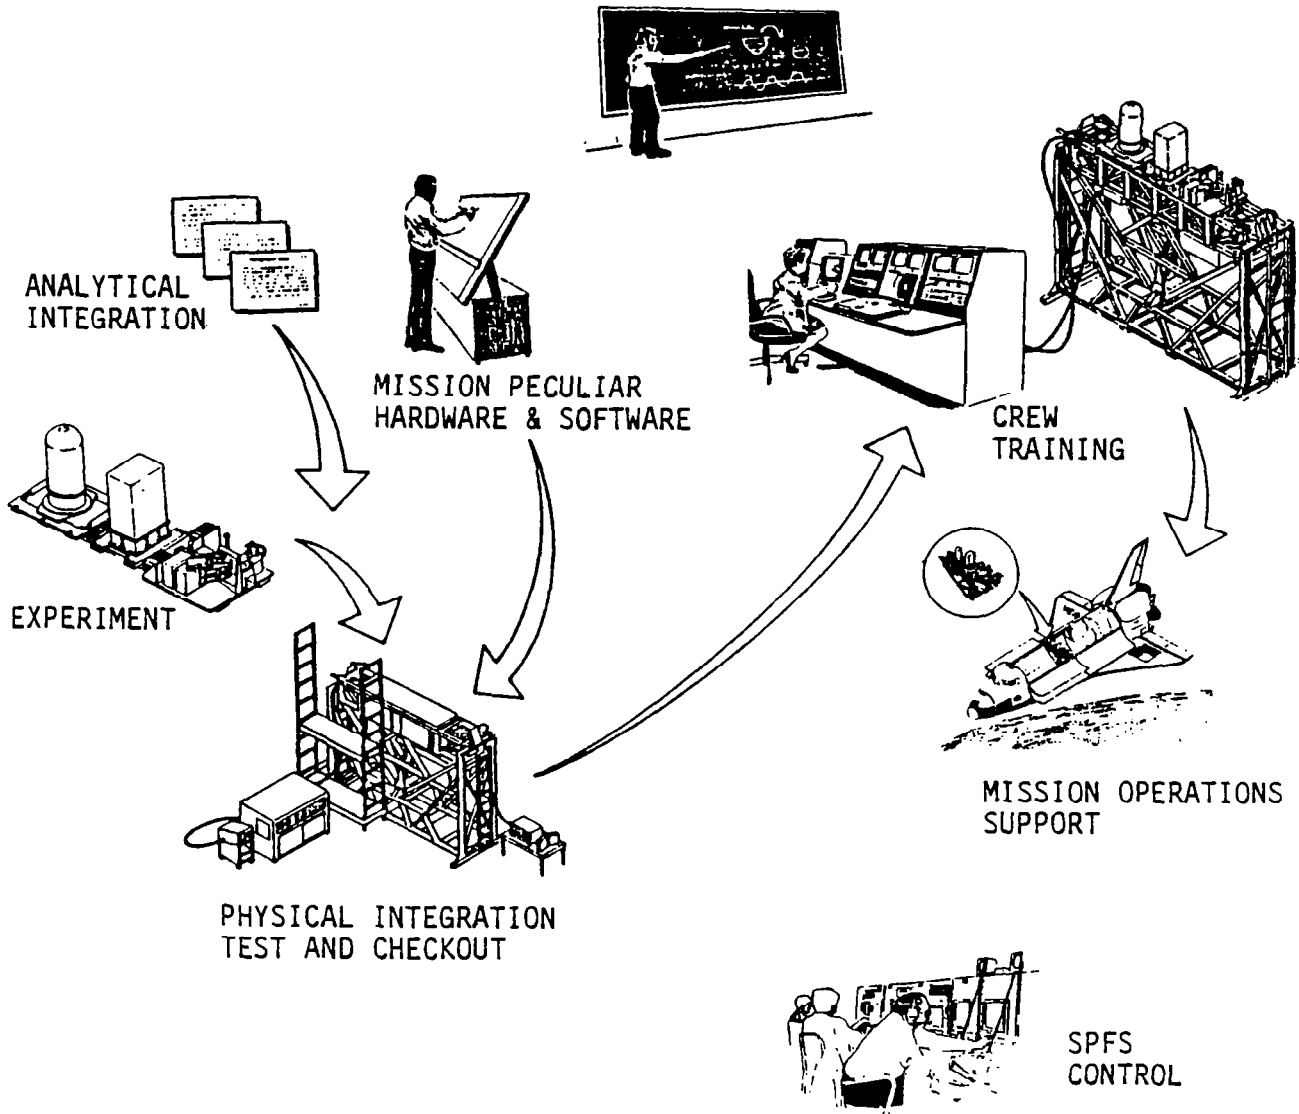 ANALYTICAL
INTEGRATION
MISSION PECULIAR
HARDWARE & SOFTWARE
CREW
TRAINING
EXPERIMENT
MISSION OPERATIONS
SUPPORT
PHYSICAL INTEGRATION
TEST AND CHECKOUT
SPFS
CONTROL